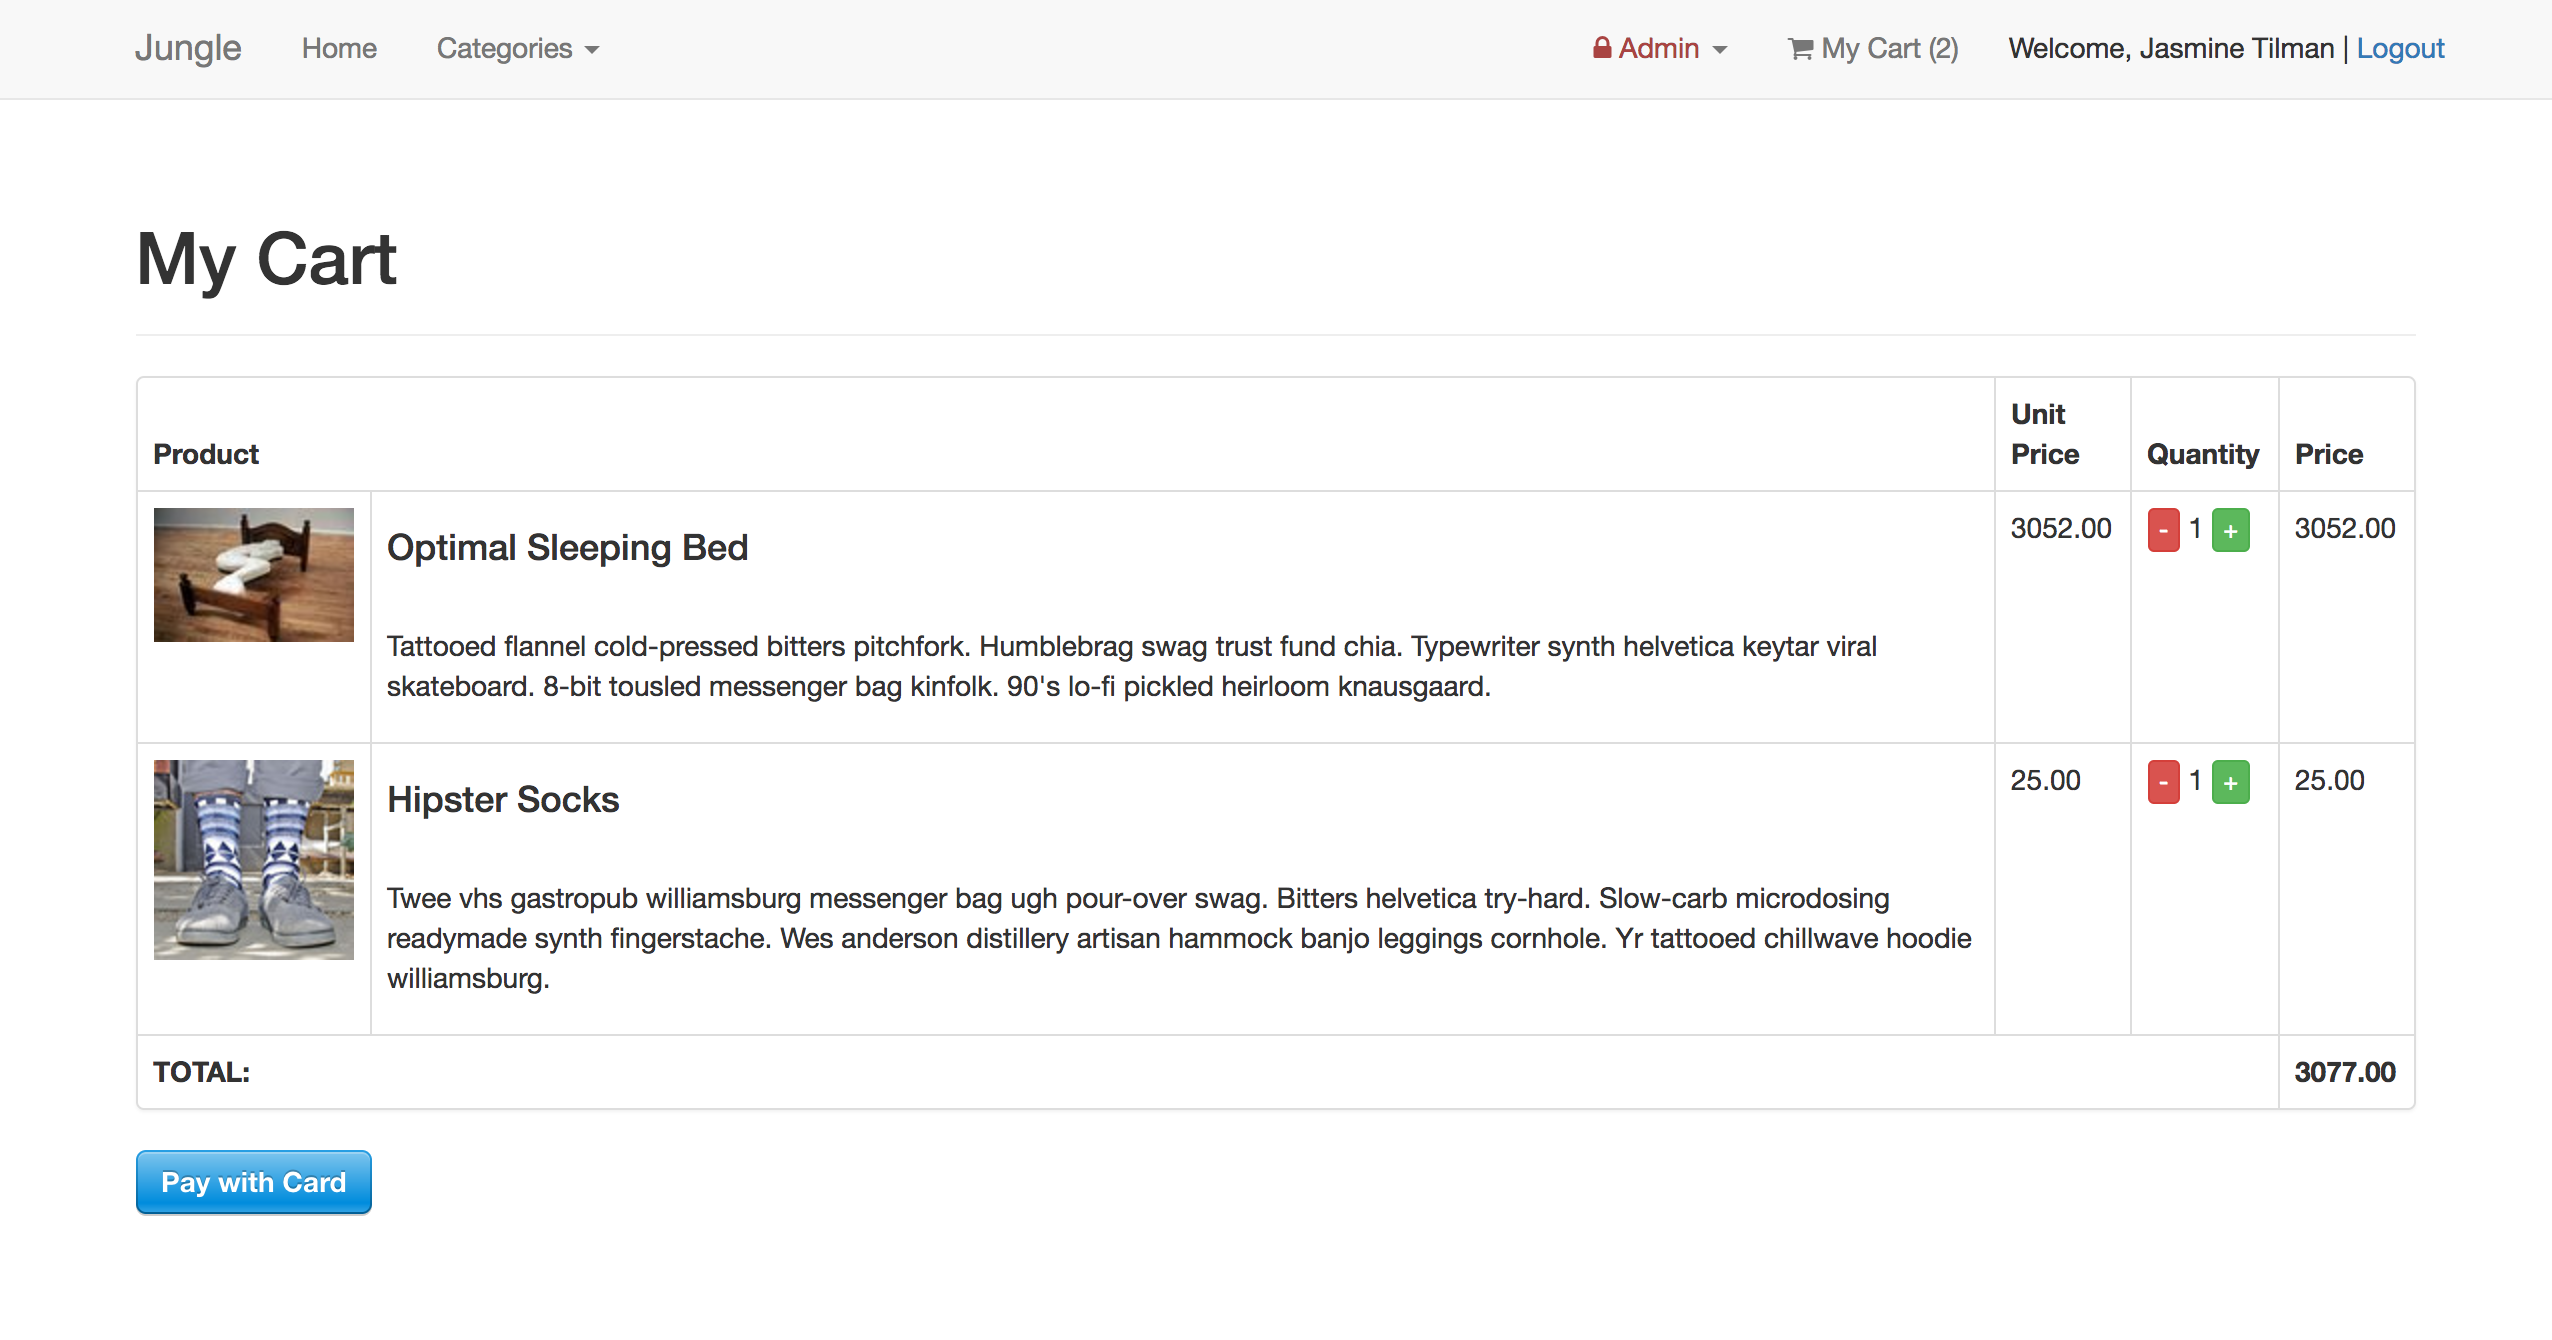 Jungle Home Categories Admin My Cart (2) Welcome, Jasmine Tilman | Logout
My Cart
Product Unit Price Quantity Price
Optimal Sleeping Bed 3052.00 - 1 + 3052.00
Tattooed flannel cold-pressed bitters pitchfork. Humblebrag swag trust fund chia. Typewriter synth helvetica keytar viral
skateboard. 8-bit tousled messenger bag kinfolk. 90's lo-fi pickled heirloom knausgaard.
Hipster Socks 25.00 - 1 + 25.00
Twee vhs gastropub williamsburg messenger bag ugh pour-over swag. Bitters helvetica try-hard. Slow-carb microdosing
readymade synth fingerstache. Wes anderson distillery artisan hammock banjo leggings cornhole. Yr tattooed chillwave hoodie
williamsburg.
TOTAL: 3077.00
Pay with Card